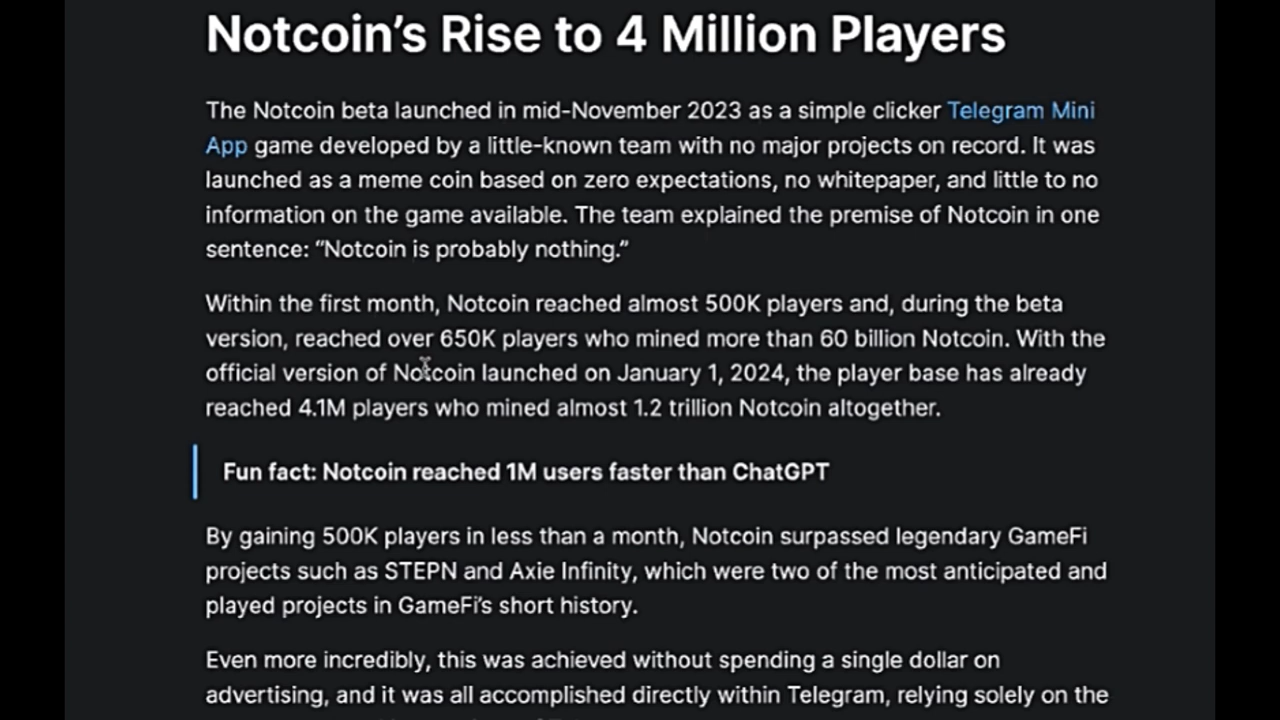 Notcoin’s Rise to 4 Million Players
The Notcoin beta launched in mid-November 2023 as a simple clicker Telegram Mini
App game developed by a little-known team with no major projects on record. It was
launched as a meme coin based on zero expectations, no whitepaper, and little to no
information on the game available. The team explained the premise of Notcoin in one
sentence: “Notcoin is probably nothing.”
Within the first month, Notcoin reached almost 500K players and, during the beta
version, reached over 650K players who mined more than 60 billion Notcoin. With the
official version of Notcoin launched on January 1, 2024, the player base has already
reached 4.1M players who mined almost 1.2 trillion Notcoin altogether.
Fun fact: Notcoin reached 1M users faster than ChatGPT
By gaining 500K players in less than a month, Notcoin surpassed legendary GameFi
projects such as STEPN and Axie Infinity, which were two of the most anticipated and
played projects in GameFi’s short history.
Even more incredibly, this was achieved without spending a single dollar on
advertising, and it was all accomplished directly within Telegram, relying solely on the